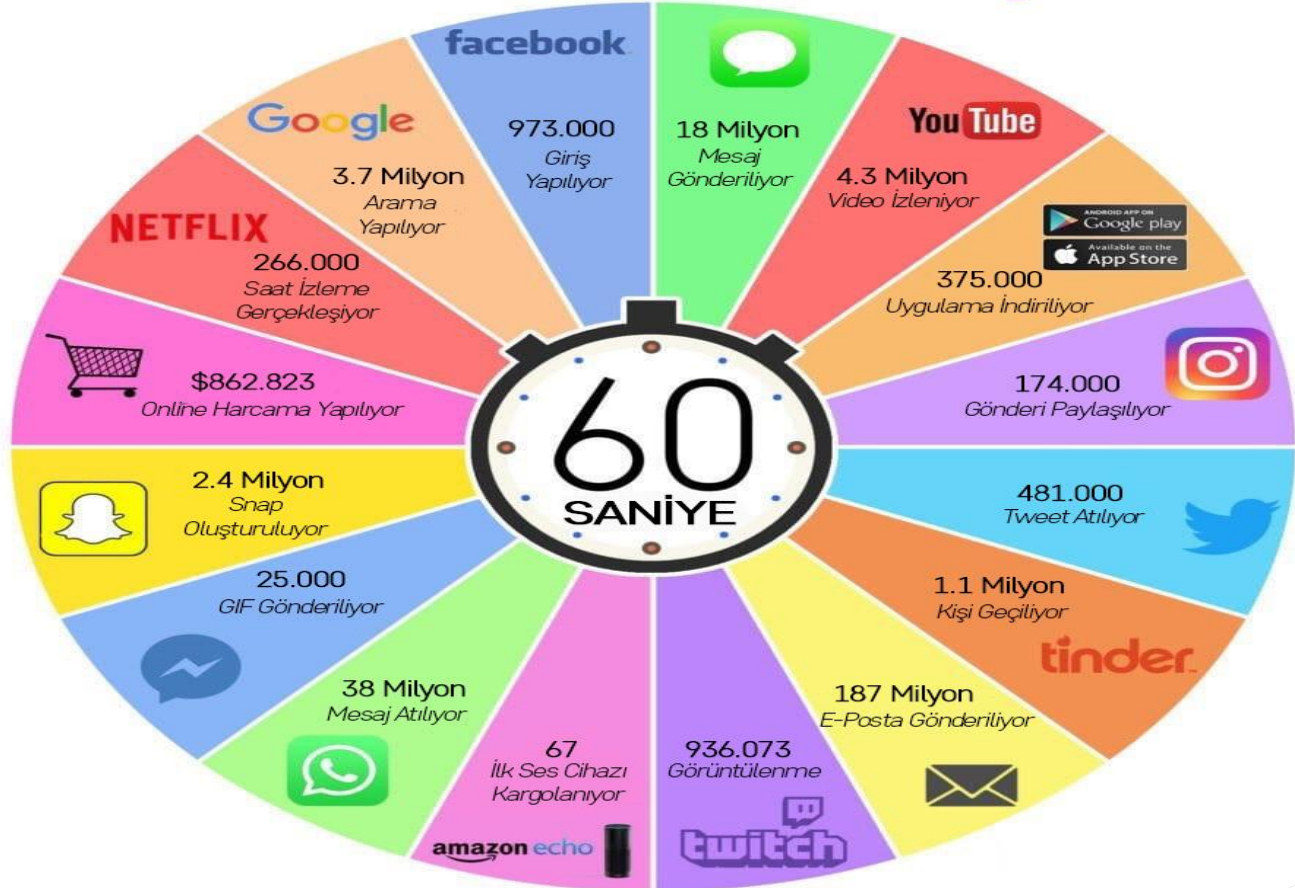 facebook
973.000
Giriş
Yapılıyor
18 Milyon
Mesaj
Gönderiliyor
YouTube
4.3 Milyon
Video İzleniyor
ANDROID APP ON
Google play
Available on the
App Store
375.000
Uygulama İndiriliyor
174.000
Gönderi Paylaşılıyor
481.000
Tweet Atılıyor
1.1 Milyon
Kişi Geçiliyor
tinder
187 Milyon
E-Posta Gönderiliyor
936.073
Görüntülenme
twitch
67
İlk Ses Cihazı
Kargolanıyor
amazon echo
38 Milyon
Mesaj Atılıyor
25.000
GIF Gönderiliyor
2.4 Milyon
Snap
Oluşturuluyor
$862.823
Online Harcama Yapılıyor
NETFLIX
266.000
Saat İzleme
Gerçekleşiyor
Google
3.7 Milyon
Arama
Yapılıyor
60
SANİYE